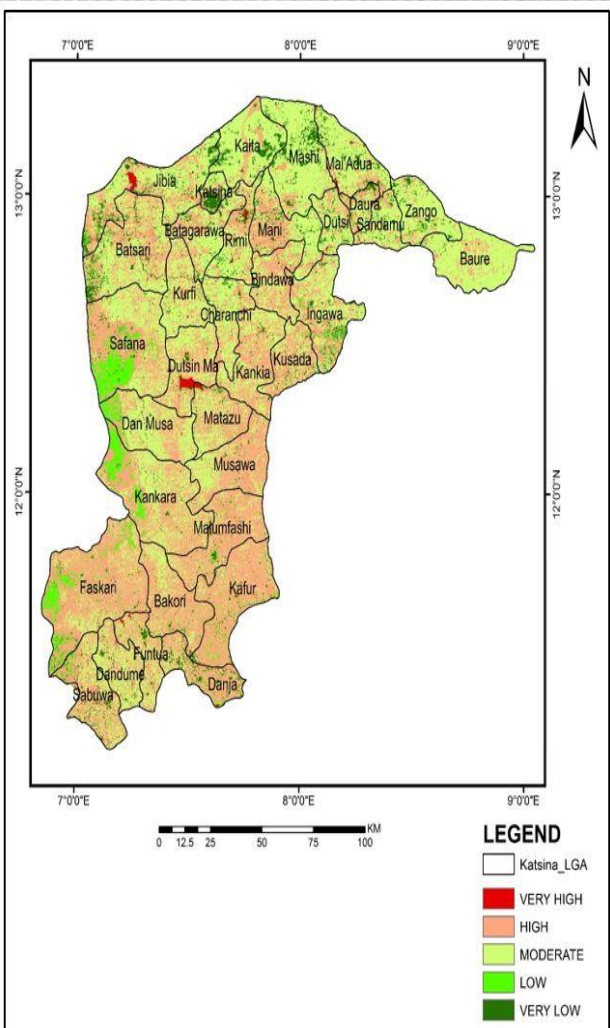 7°0'0"E 8°0'0"E 9°0'0"E
N
13°0'0"N 13°0'0"N
Kaita
Mashi
Mai'Adua
Jibia
Katsina
Daura
Zango
Batagarawa
Rimi
Mani
Dutsi
Sandamu
Batsari
Baure
Bindawa
Kurfi
Charanchi
Ingawa
Safana
Dutsin Ma
Kankia
Kusada
Dan Musa
Matazu
Musawa
12°0'0"N 12°0'0"N
Kankara
Malumfashi
Faskari
Bakori
Kafur
Funtua
Dandume
Danja
Sabuwa
7°0'0"E 8°0'0"E 9°0'0"E
KM
0 12.5 25 50 75 100
LEGEND
Katsina_LGA
VERY HIGH
HIGH
MODERATE
LOW
VERY LOW